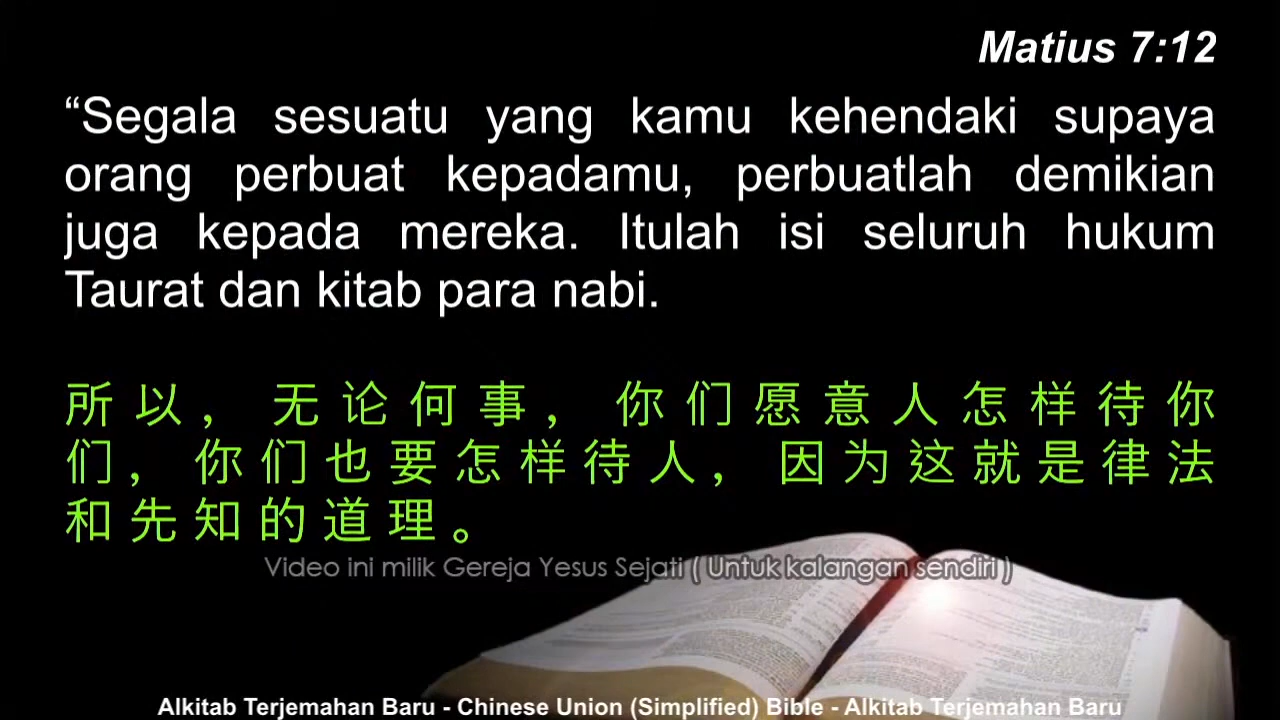 Matius 7:12
“Segala sesuatu yang kamu kehendaki supaya
orang perbuat kepadamu, perbuatlah demikian
juga kepada mereka. Itulah isi seluruh hukum
Taurat dan kitab para nabi.
所以，无论何事，你们愿意人怎样待你
们，你们也要怎样待人，因为这就是律法
和先知的道理。
Video ini milik Gereja Yesus Sejati ( Untuk kalangan sendiri )
Alkitab Terjemahan Baru - Chinese Union (Simplified) Bible - Alkitab Terjemahan Baru